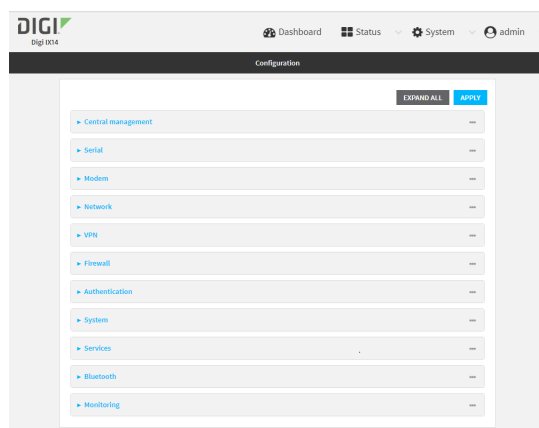 DIGI
Digi IX14
Dashboard Status System admin
Configuration
EXPAND ALL APPLY
Central management
Serial
Modem
Network
VPN
Firewall
Authentication
System
Services
Bluetooth
Monitoring